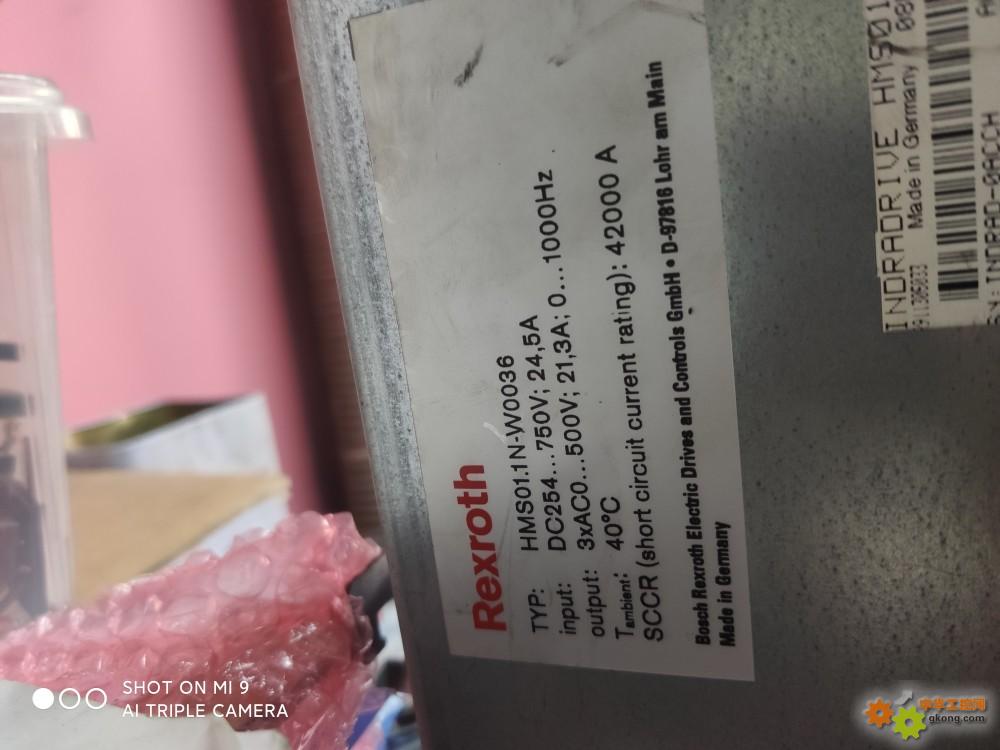 Rexroth
TYP: HMS01.1N-W0036
input: DC254...750V; 24,5A
output: 3xAC0...500V; 21,3A; 0...1000Hz
Tambient: 40°C
SCCR (short circuit current rating): 42000 A
Bosch Rexroth Electric Drives and Controls GmbH • D-97816 Lohr am Main
Made in Germany
INDRADRIVE HMS01
Made in Germany
SHOT ON MI 9
AI TRIPLE CAMERA
gkong.com